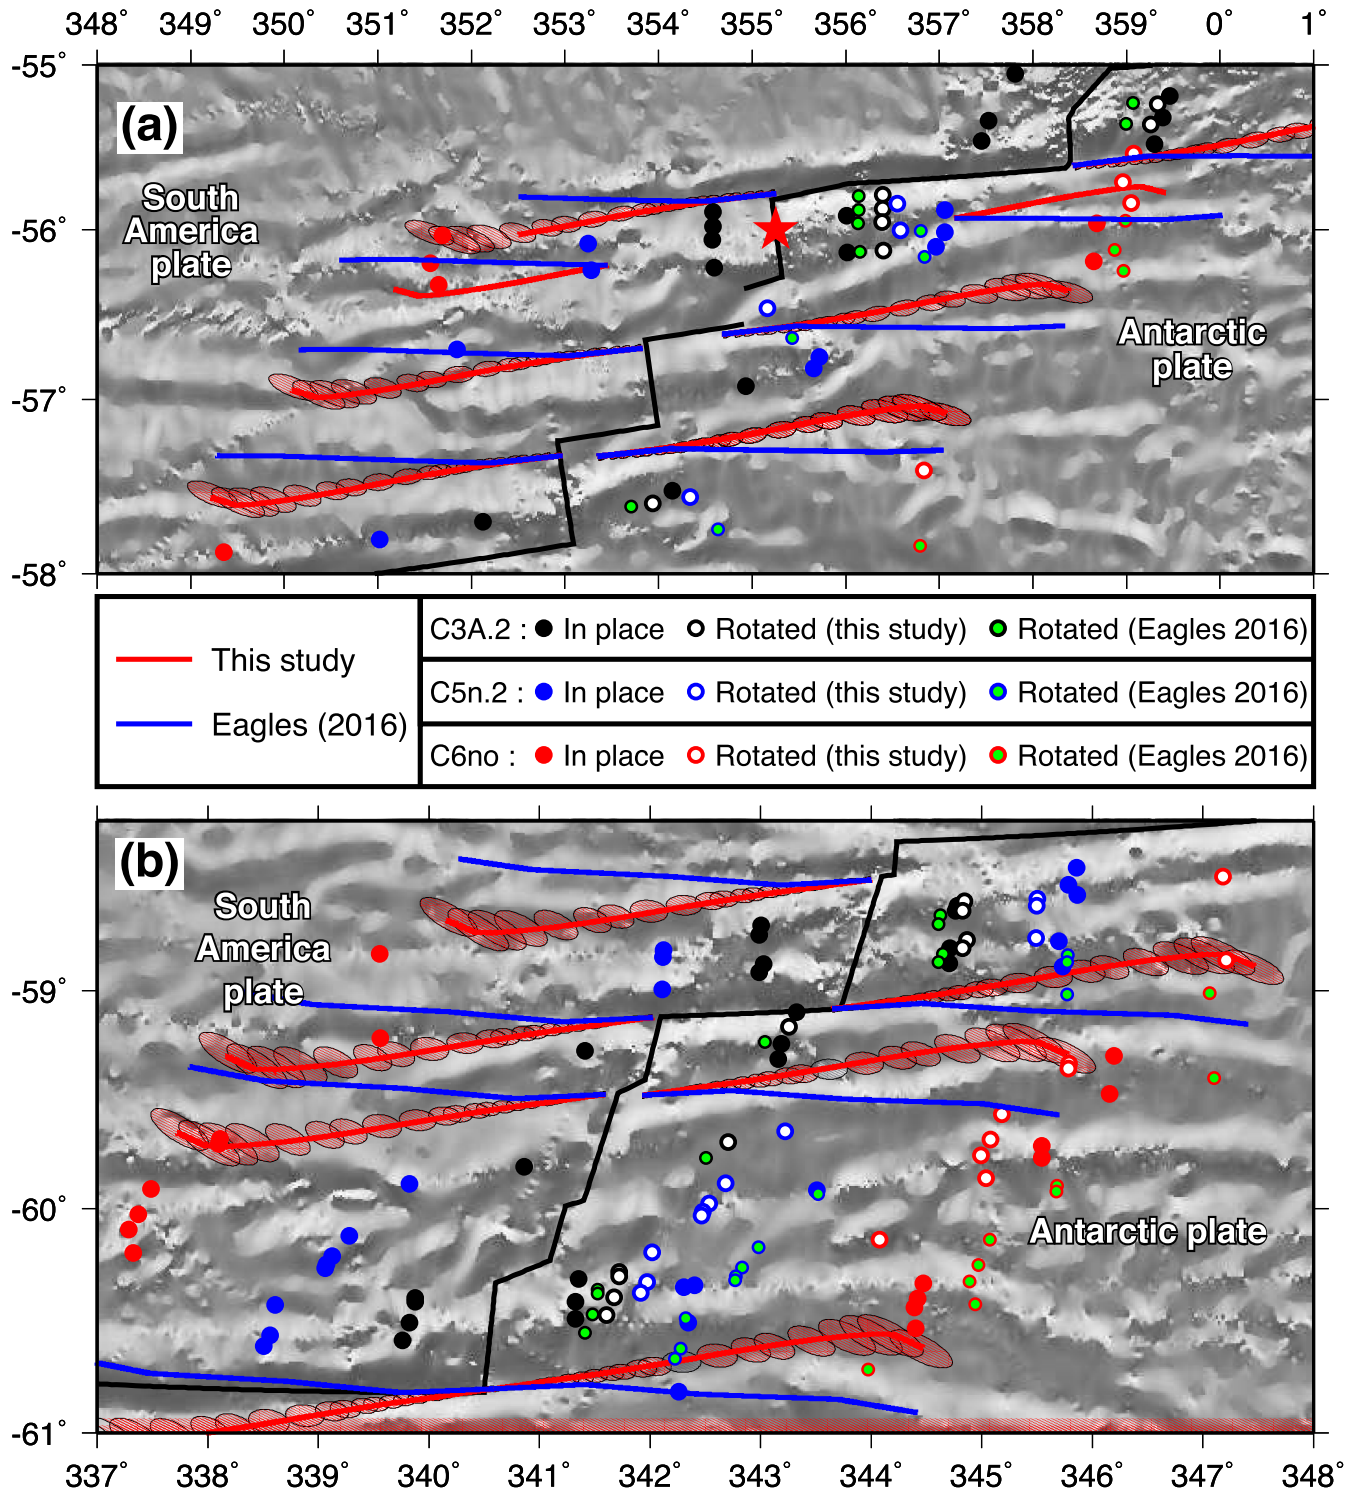 348° 349° 350° 351° 352° 353° 354° 355° 356° 357° 358° 359° 0° 1°
-55°
(a)
South
America
plate
-56°
Antarctic
plate
-57°
-58°
This study
Eagles (2016)
C3A.2 : In place Rotated (this study) Rotated (Eagles 2016)
C5n.2 : In place Rotated (this study) Rotated (Eagles 2016)
C6no : In place Rotated (this study) Rotated (Eagles 2016)
(b)
South
America
plate
-59°
-60°
Antarctic plate
-61°
337° 338° 339° 340° 341° 342° 343° 344° 345° 346° 347° 348°